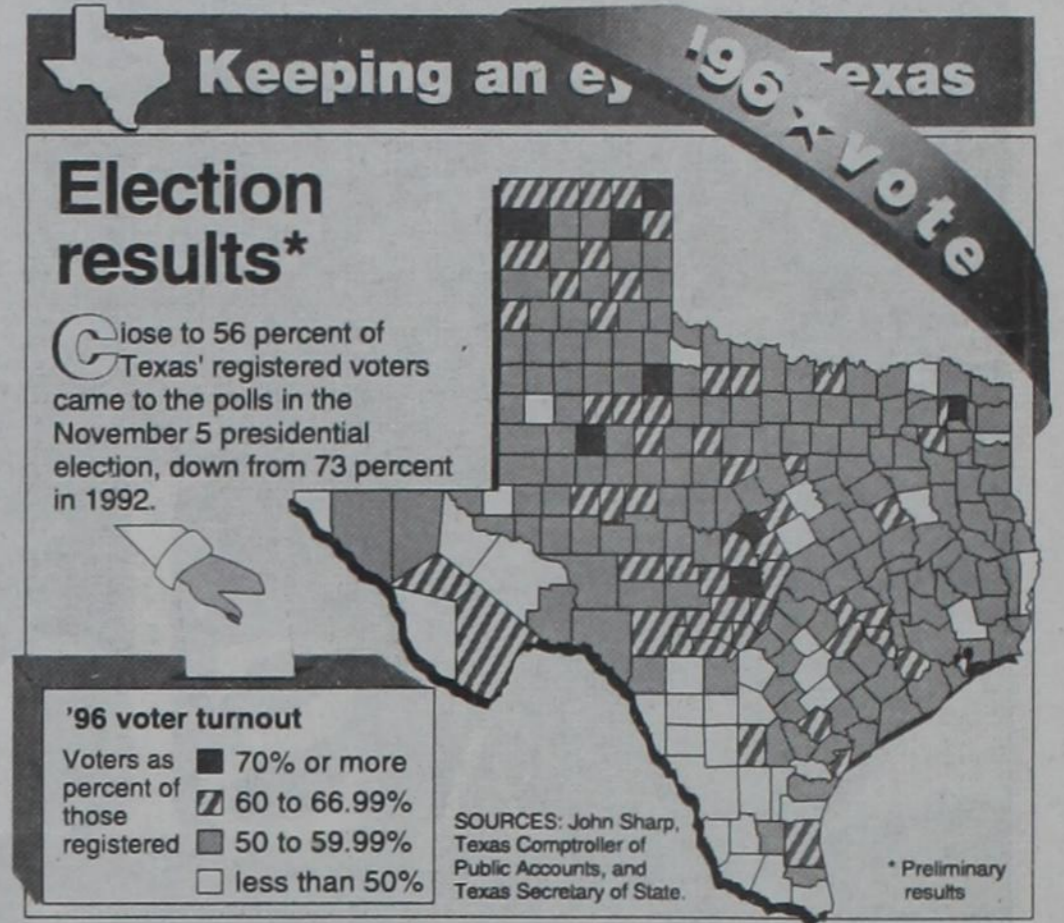 Keeping an ey Texas
'96 vote
Election
results*
Close to 56 percent of
Texas' registered voters
came to the polls in the
November 5 presidential
election, down from 73 percent
in 1992.
'96 voter turnout
Voters as
percent of
those
registered
70% or more
60 to 66.99%
50 to 59.99%
less than 50%
SOURCES: John Sharp,
Texas Comptroller of
Public Accounts, and
Texas Secretary of State.
* Preliminary
results